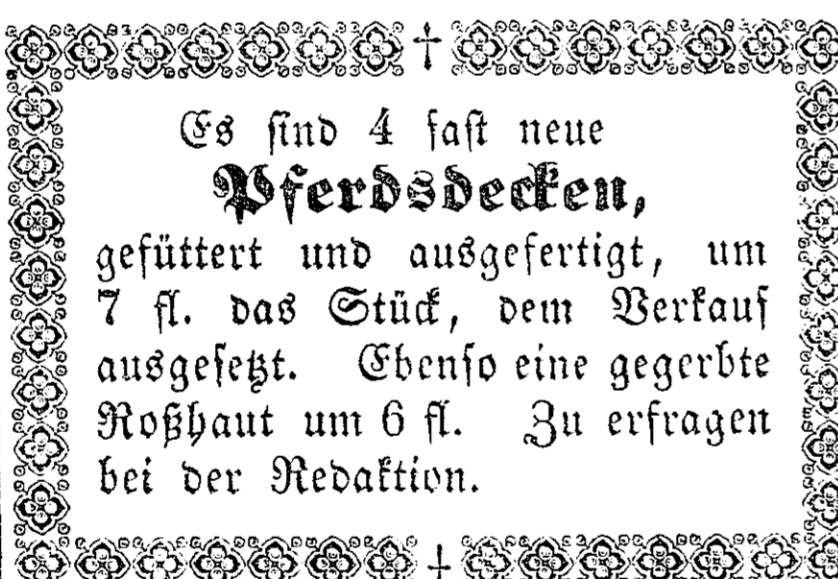 Es sind 4 fast neue
Pferdsdecken,
gefüttert und ausgefertigt, um
7 fl. das Stück, dem Verkauf
ausgesetzt. Ebenso eine gegerbte
Roßhaut um 6 fl. Zu erfragen
bei der Redaktion.